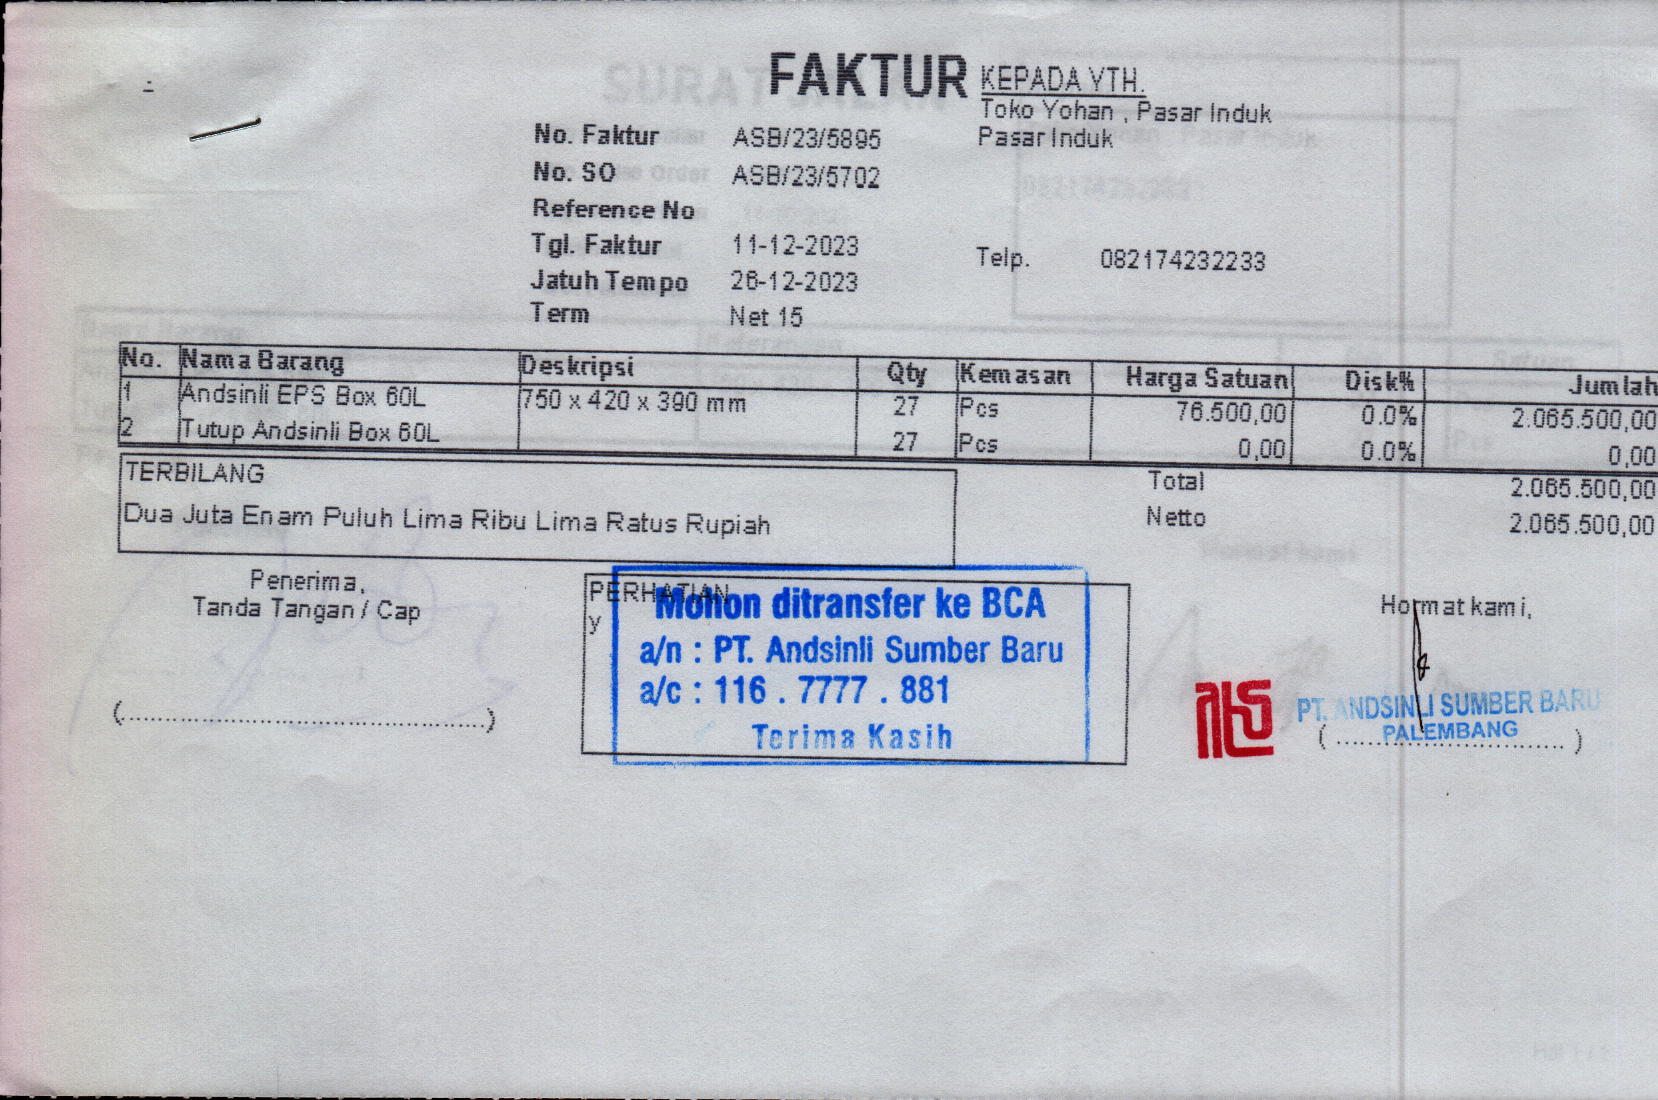 FAKTUR
KEPADA YTH.
Toko Yohan , Pasar Induk
Pasar Induk
No. Faktur ASB/23/5895
No. SO ASB/23/5702
Reference No
Tgl. Faktur 11-12-2023
Telp. 082174232233
Jatuh Tempo 26-12-2023
Term Net 15
No. Nama Barang Deskripsi Qty Kemasan Harga Satuan Disk% Jumlah
1 Andsinli EPS Box 60L 750 x 420 x 390 mm 27 Pcs 76.500,00 0.0% 2.065.500,00
2 Tutup Andsinli Box 60L 27 Pcs 0,00 0.0% 0,00
TERBILANG
Dua Juta Enam Puluh Lima Ribu Lima Ratus Rupiah
Total 2.065.500,00
Netto 2.065.500,00
Penerima,
Tanda Tangan / Cap
(................................................)
PERHATIAN
y
Mohon ditransfer ke BCA
a/n : PT. Andsinli Sumber Baru
a/c : 116 . 7777 . 881
Terima Kasih
Hormat kami,
PT. ANDSINLI SUMBER BARU
PALEMBANG
( ................................ )